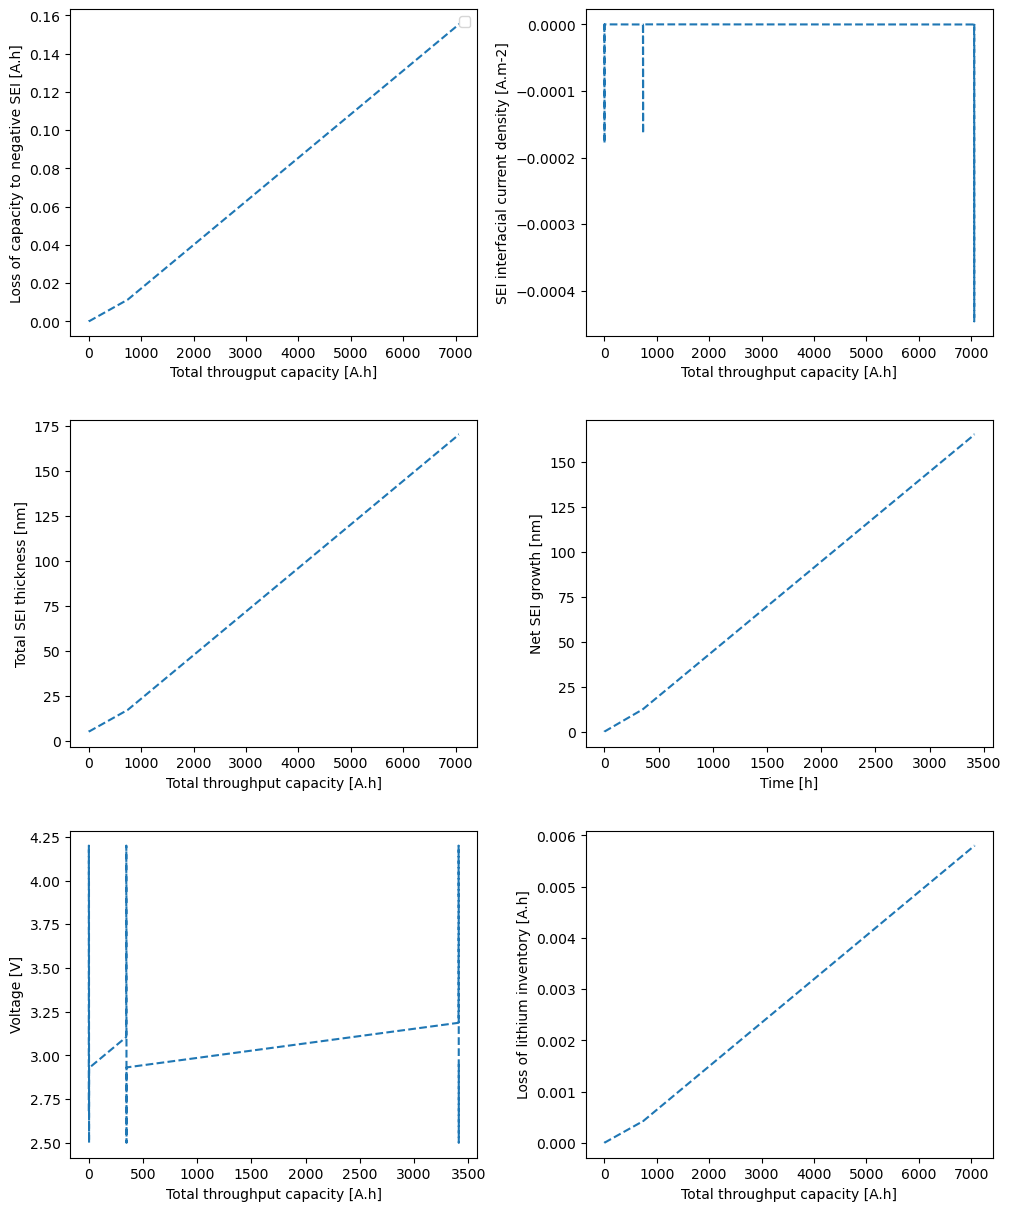 0.16
0.14
0.12
0.10
0.08
0.06
0.04
0.02
0.00
Loss of capacity to negative SEI [A.h]
0 1000 2000 3000 4000 5000 6000 7000
Total througput capacity [A.h]
0.0000
−0.0001
−0.0002
−0.0003
−0.0004
SEI interfacial current density [A.m-2]
0 1000 2000 3000 4000 5000 6000 7000
Total throughput capacity [A.h]
175
150
125
100
75
50
25
0
Total SEI thickness [nm]
0 1000 2000 3000 4000 5000 6000 7000
Total throughput capacity [A.h]
150
125
100
75
50
25
0
Net SEI growth [nm]
0 500 1000 1500 2000 2500 3000 3500
Time [h]
4.25
4.00
3.75
3.50
3.25
3.00
2.75
2.50
Voltage [V]
0 500 1000 1500 2000 2500 3000 3500
Total throughput capacity [A.h]
0.006
0.005
0.004
0.003
0.002
0.001
0.000
Loss of lithium inventory [A.h]
0 1000 2000 3000 4000 5000 6000 7000
Total throughput capacity [A.h]